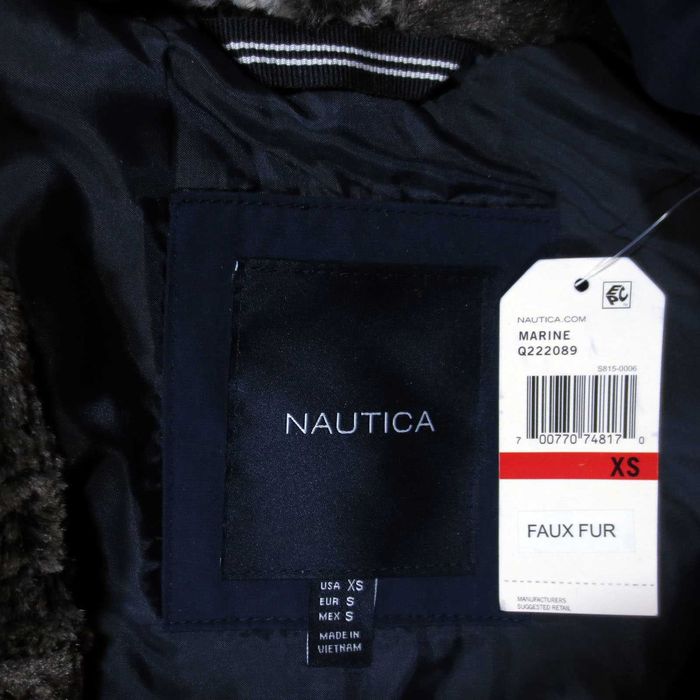 NAUTICA
USA XS
EUR S
MEX S
MADE IN
VIETNAM
EPC
NAUTICA.COM
MARINE
Q222089
S815-0006
7 00770 74817 0
XS
FAUX FUR
MANUFACTURERS
SUGGESTED RETAIL